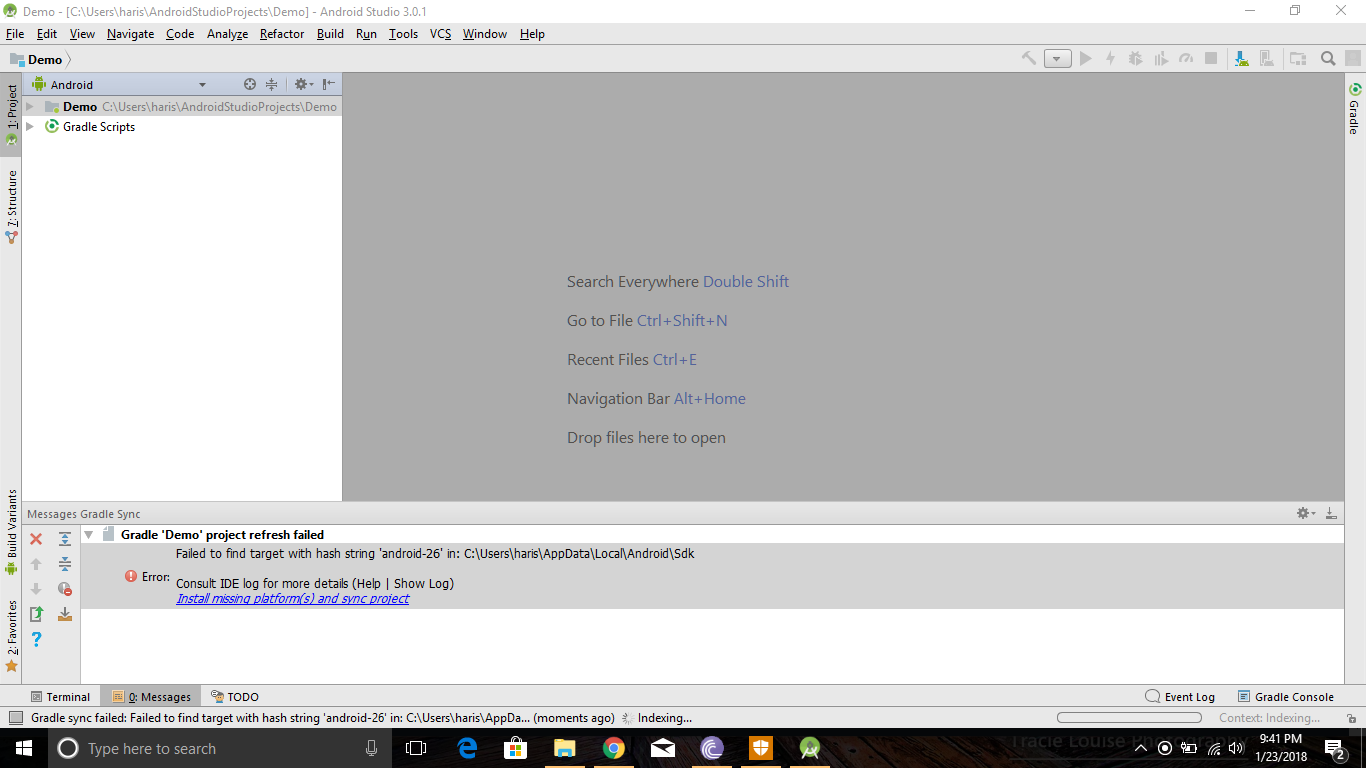 Demo - [C:\Users\haris\AndroidStudioProjects\Demo] - Android Studio 3.0.1
File Edit View Navigate Code Analyze Refactor Build Run Tools VCS Window Help
Demo
1: Project
Android
Demo C:\Users\haris\AndroidStudioProjects\Demo
Gradle Scripts
7: Structure
Gradle
Search Everywhere Double Shift
Go to File Ctrl+Shift+N
Recent Files Ctrl+E
Navigation Bar Alt+Home
Drop files here to open
Build Variants
2: Favorites
Messages Gradle Sync
Gradle 'Demo' project refresh failed
Failed to find target with hash string 'android-26' in: C:\Users\haris\AppData\Local\Android\Sdk
Error:
Consult IDE log for more details (Help | Show Log)
Install missing platform(s) and sync project
Terminal 0: Messages TODO Event Log Gradle Console
Gradle sync failed: Failed to find target with hash string 'android-26' in: C:\Users\haris\AppDa... (moments ago) Indexing... Context: Indexing...
Type here to search
Tracie Louise Photography
9:41 PM
1/23/2018
2